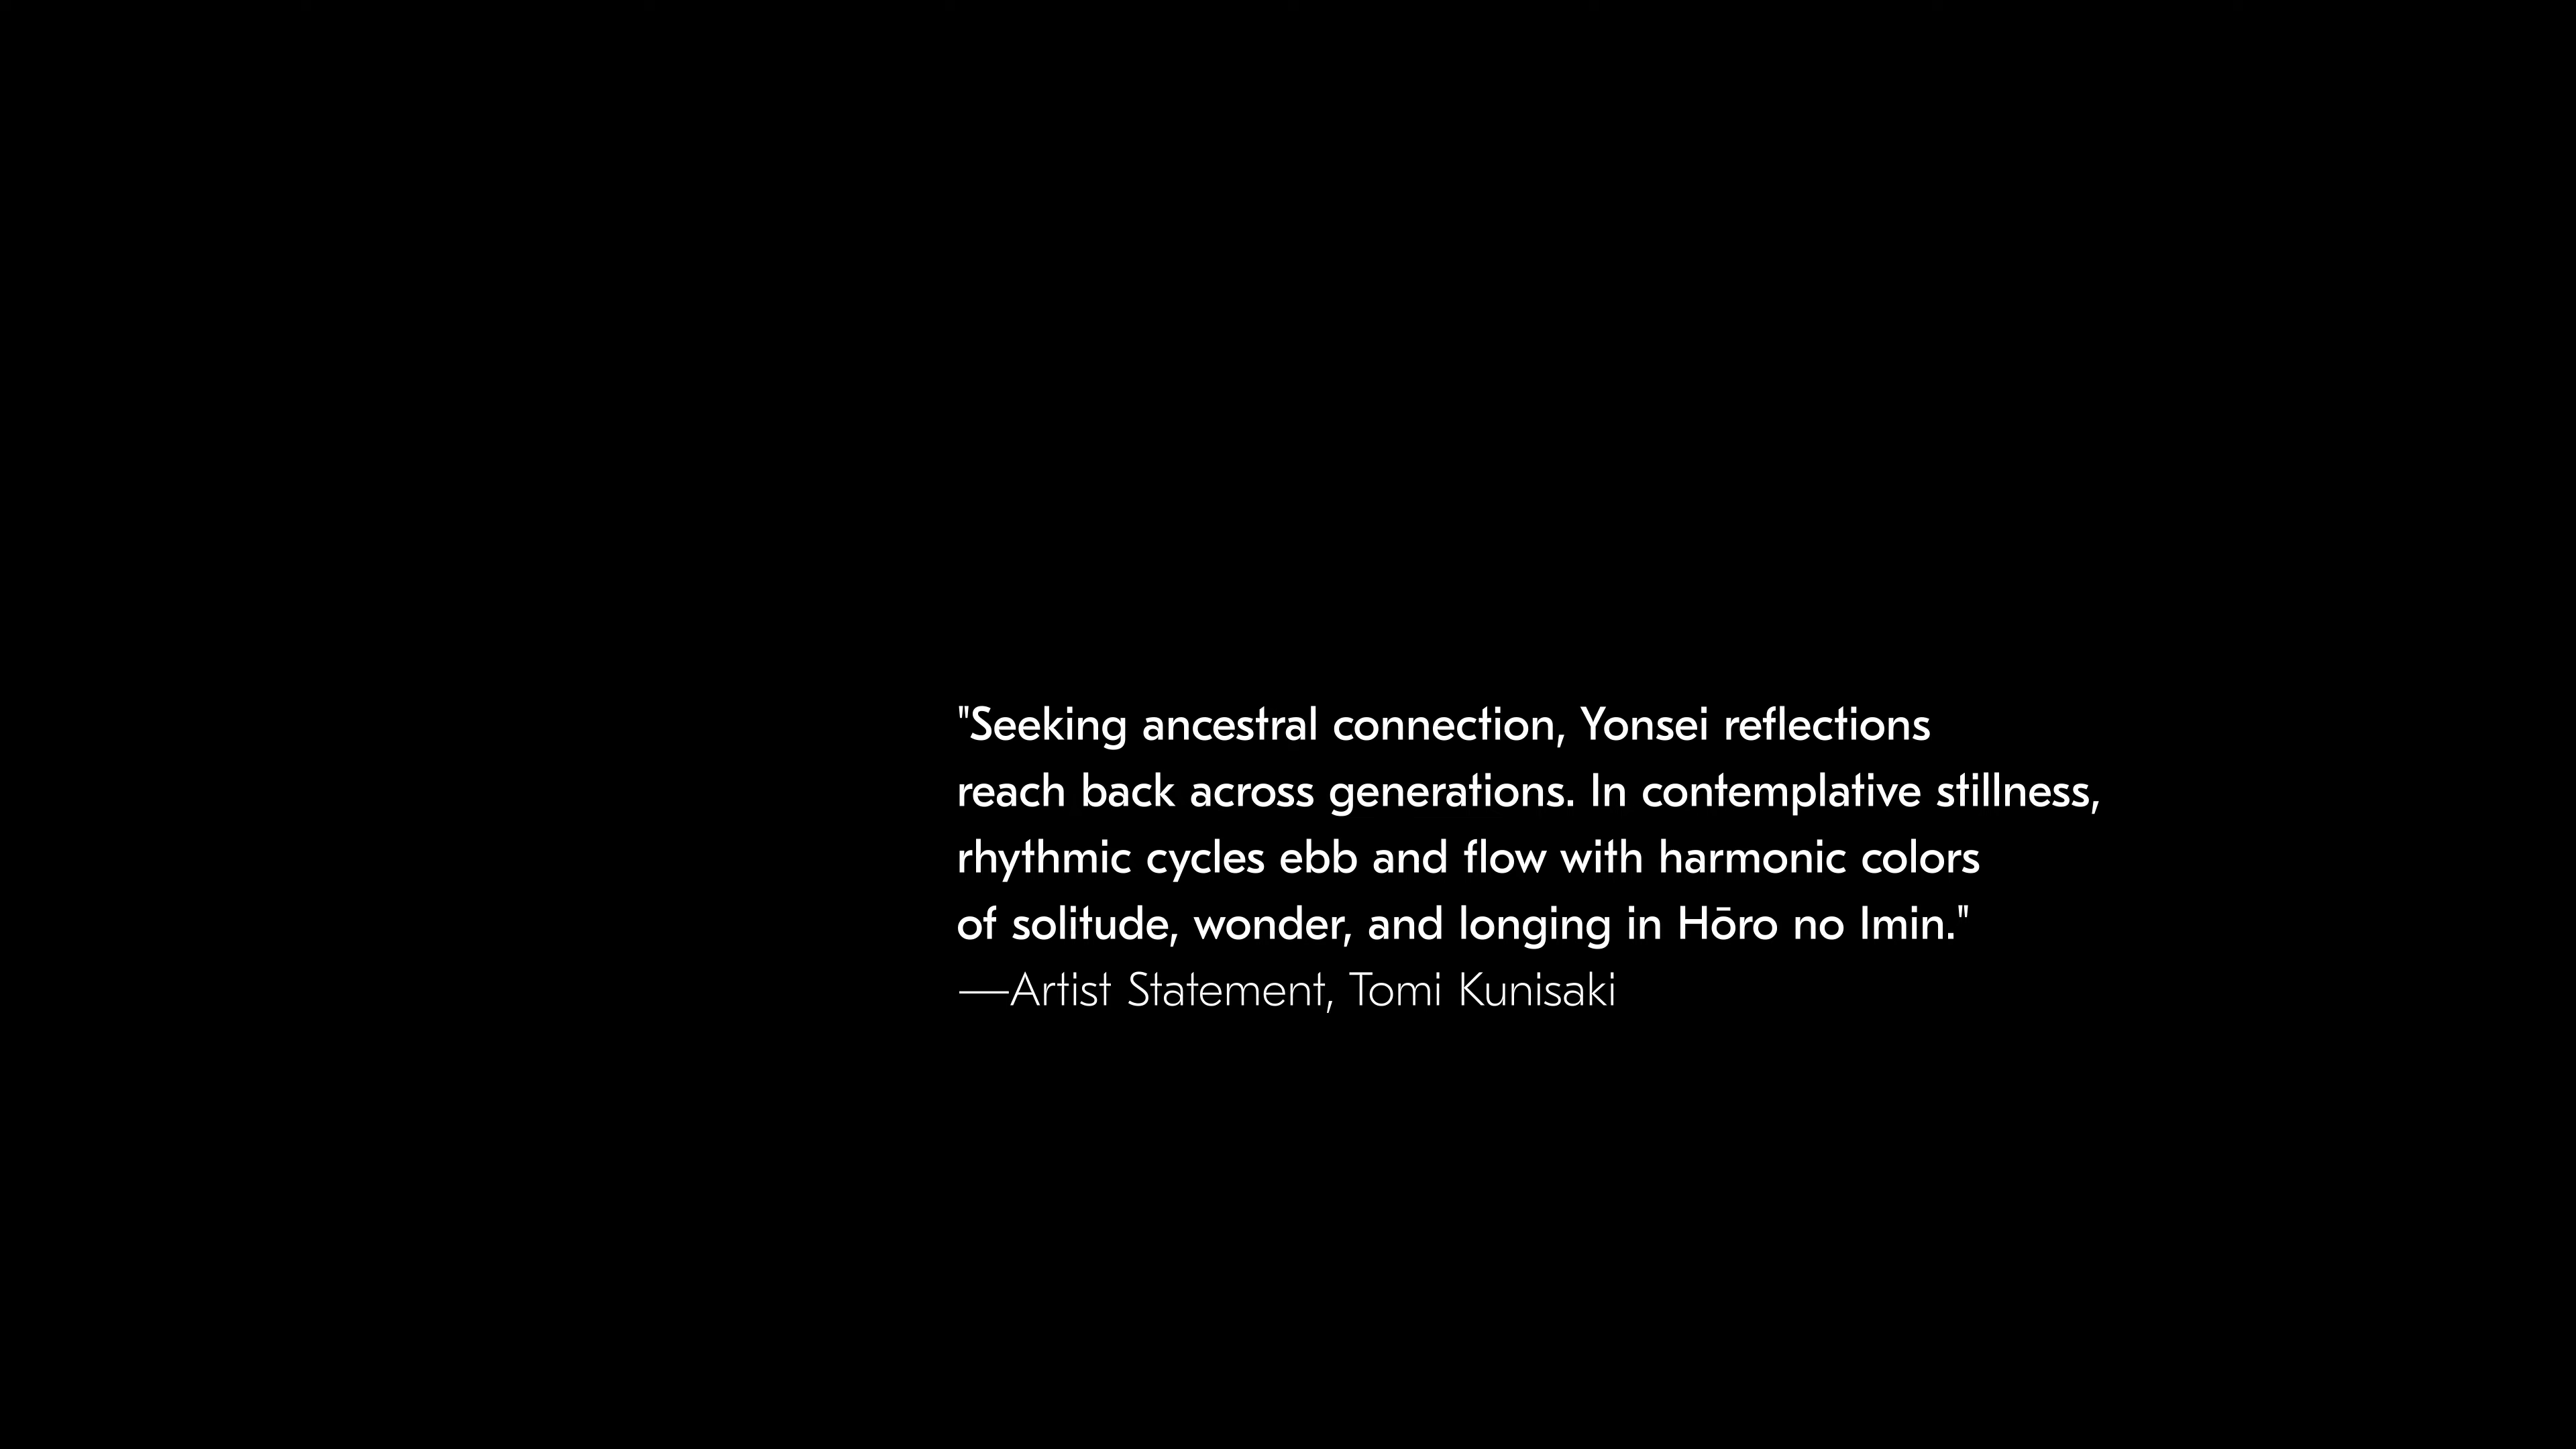 "Seeking ancestral connection, Yonsei reflections
reach back across generations. In contemplative stillness,
rhythmic cycles ebb and flow with harmonic colors
of solitude, wonder, and longing in Hōro no Imin."
—Artist Statement, Tomi Kunisaki